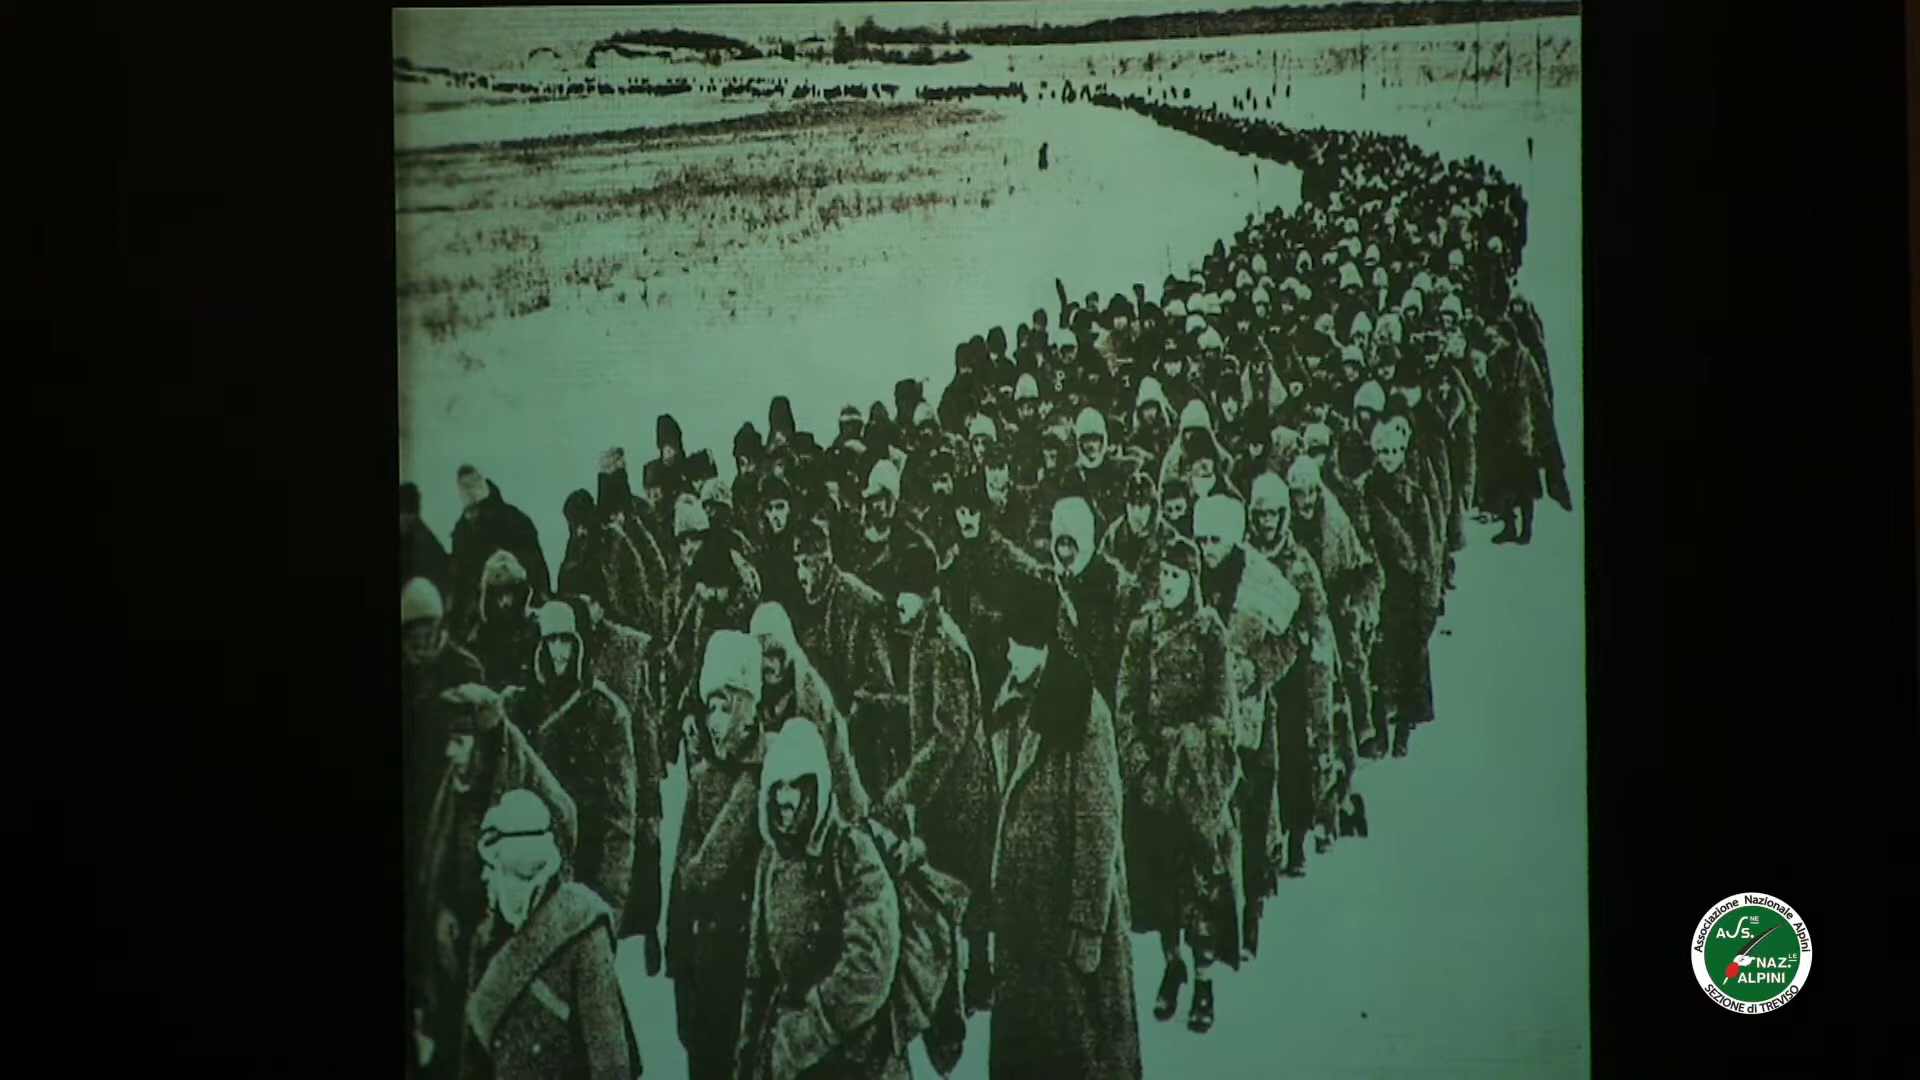 Associazione Nazionale Alpini
ASS.NE
NAZ.LE
ALPINI
SEZIONE di TREVISO